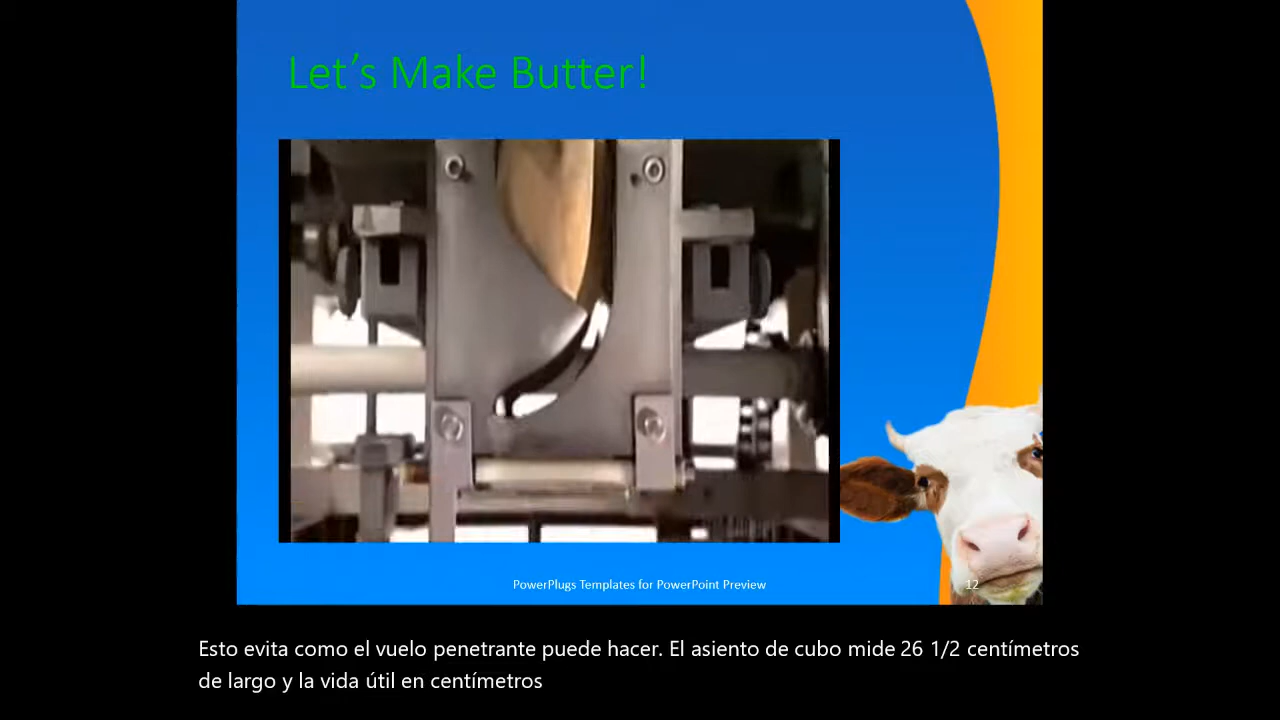 Let's Make Butter!
PowerPlugs Templates for PowerPoint Preview
12
Esto evita como el vuelo penetrante puede hacer. El asiento de cubo mide 26 1/2 centímetros
de largo y la vida útil en centímetros